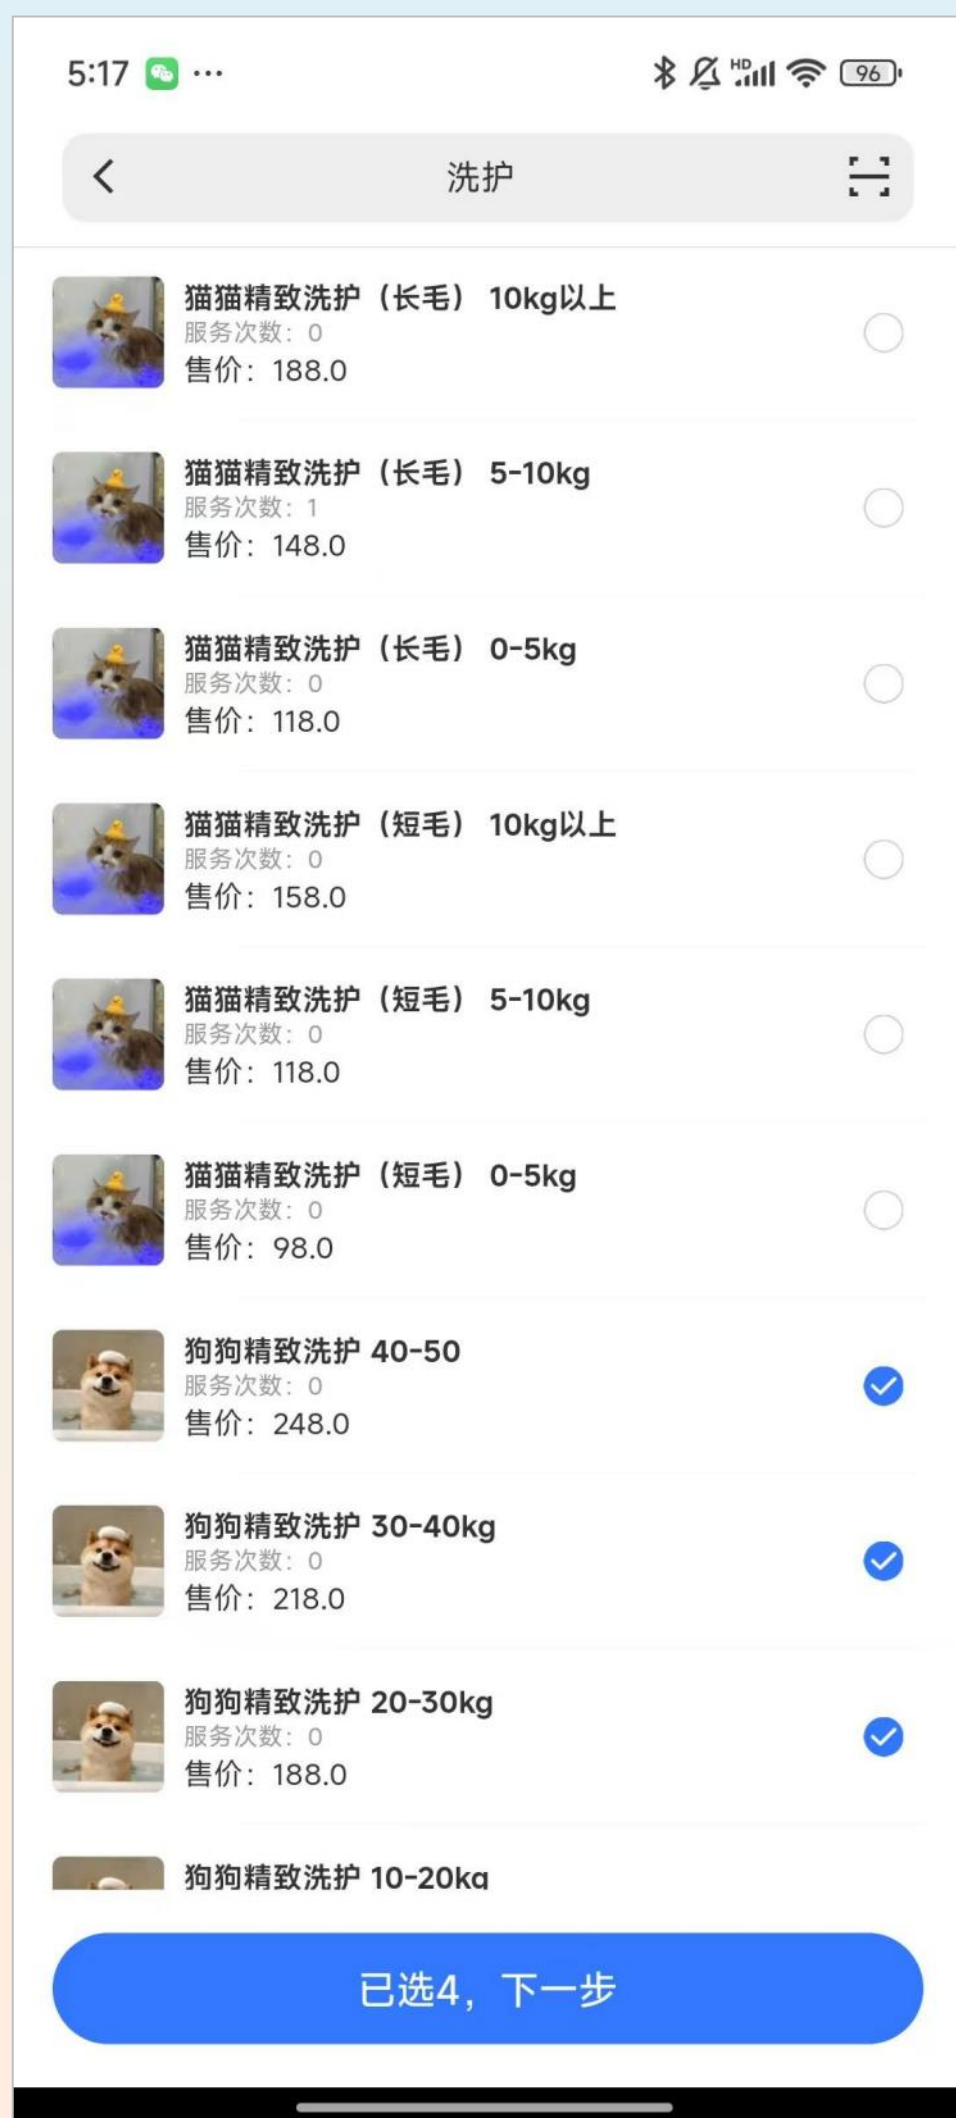 5:17 ... HD 96
洗护
猫猫精致洗护（长毛） 10kg以上
服务次数：0
售价：188.0
猫猫精致洗护（长毛） 5-10kg
服务次数：1
售价：148.0
猫猫精致洗护（长毛） 0-5kg
服务次数：0
售价：118.0
猫猫精致洗护（短毛） 10kg以上
服务次数：0
售价：158.0
猫猫精致洗护（短毛） 5-10kg
服务次数：0
售价：118.0
猫猫精致洗护（短毛） 0-5kg
服务次数：0
售价：98.0
狗狗精致洗护 40-50
服务次数：0
售价：248.0
狗狗精致洗护 30-40kg
服务次数：0
售价：218.0
狗狗精致洗护 20-30kg
服务次数：0
售价：188.0
狗狗精致洗护 10-20kg
已选4，下一步